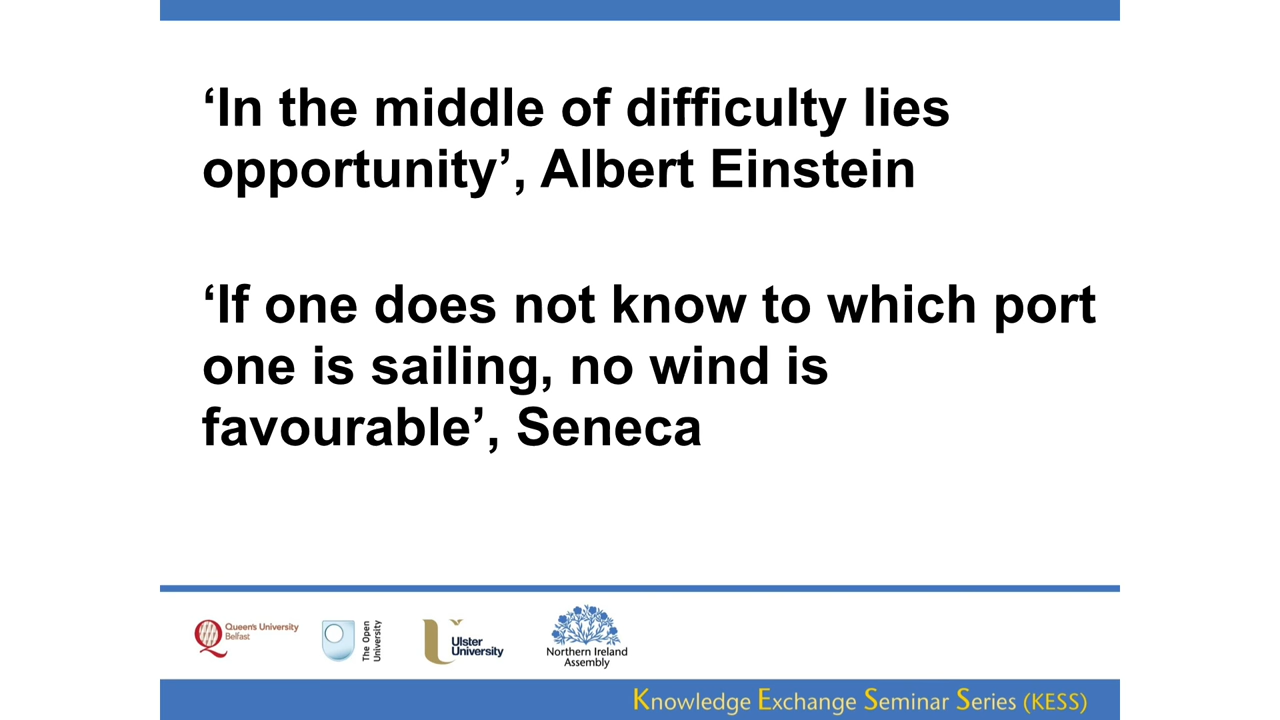 ‘In the middle of difficulty lies
opportunity’, Albert Einstein
‘If one does not know to which port
one is sailing, no wind is
favourable’, Seneca
Queen's University
Belfast
The Open
University
Ulster
University
Northern Ireland
Assembly
Knowledge Exchange Seminar Series (KESS)